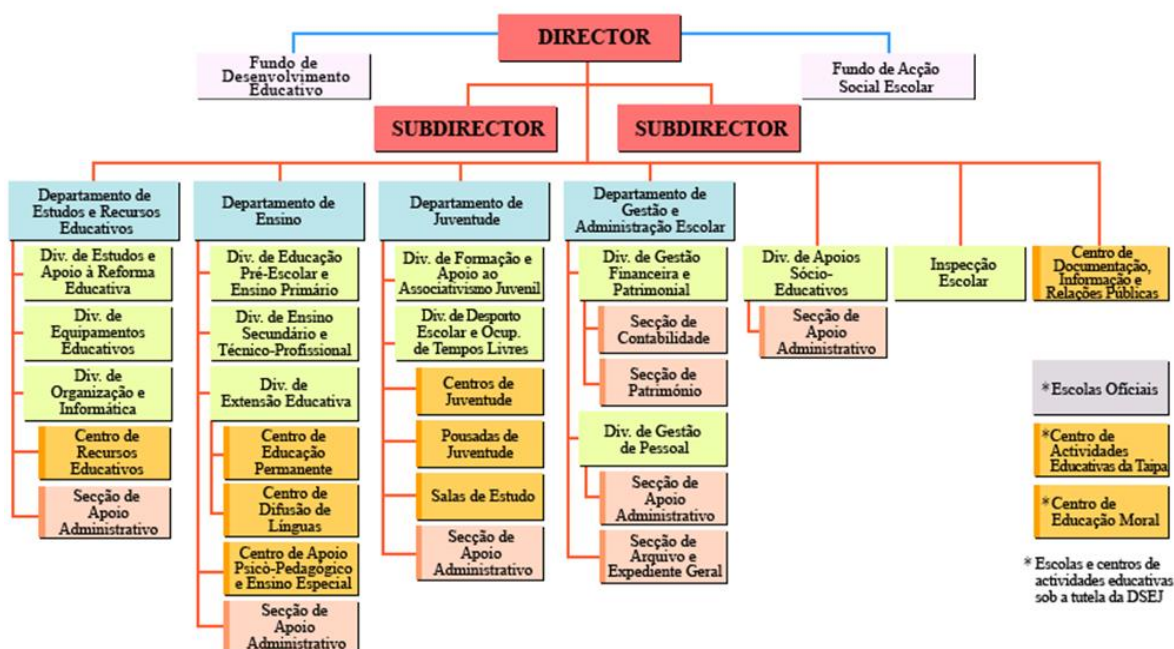 DIRECTOR
Fundo de
Desenvolvimento
Educativo
Fundo de Acção
Social Escolar
SUBDIRECTOR
SUBDIRECTOR
Departamento de
Estudos e Recursos
Educativos
Div. de Estudos e
Apoio à Reforma
Educativa
Div. de
Equipamentos
Educativos
Div. de
Organização e
Informática
Centro de
Recursos
Educativos
Secção de
Apoio
Administrativo
Departamento de
Ensino
Div. de Educação
Pré-Escolar e
Ensino Primário
Div. de Ensino
Secundário e
Técnico-Profissional
Div. de
Extensão Educativa
Centro de
Educação
Permanente
Centro de
Difusão de
Línguas
Centro de Apoio
Psicò-Pedagógico
e Ensino Especial
Secção de
Apoio
Administrativo
Departamento de
Juventude
Div. de Formação e
Apoio ao
Associativismo Juvenil
Div. de Desporto
Escolar e Ocup.
de Tempos Livres
Centros de
Juventude
Pousadas de
Juventude
Salas de Estudo
Secção de
Apoio
Administrativo
Departamento de
Gestão e
Administração Escolar
Div. de Gestão
Financeira e
Patrimonial
Secção de
Contabilidade
Secção de
Património
Div. de Gestão
de Pessoal
Secção de
Apoio
Administrativo
Secção de
Arquivo e
Expediente Geral
Div. de Apoios
Sócio-
Educativos
Secção de
Apoio
Administrativo
Inspecção
Escolar
Centro de
Documentação,
Informação e
Relações Públicas
*Escolas Oficiais
*Centro de
Actividades
Educativas da Taipa
*Centro de
Educação Moral
* Escolas e centros de
actividades educativas
sob a tutela da DSEJ